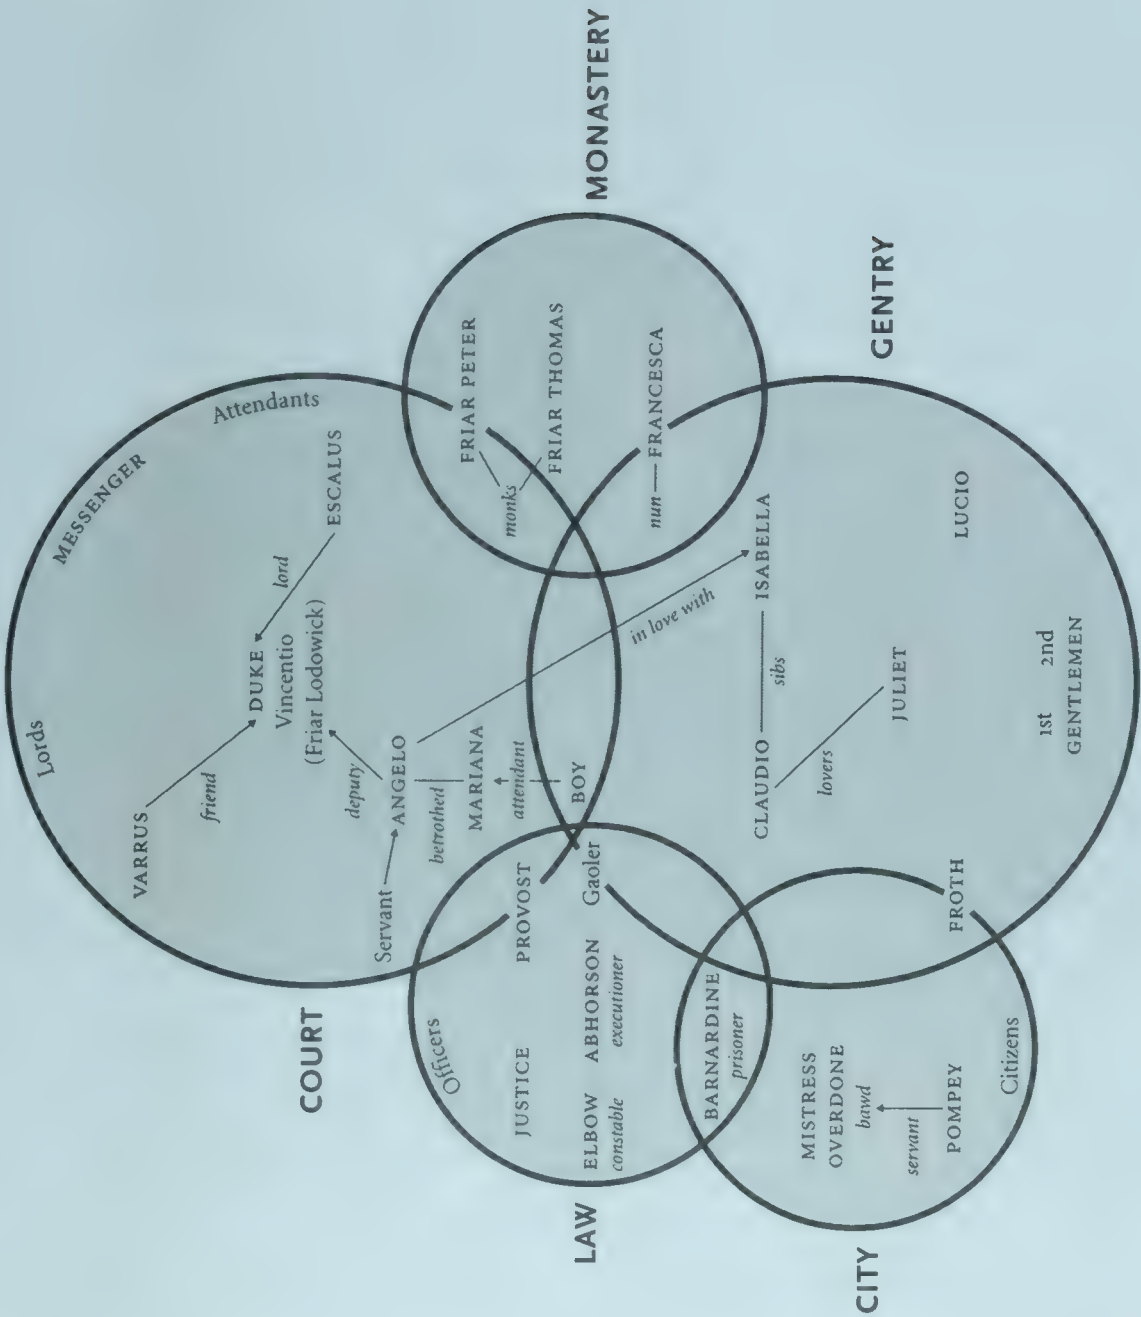 COURT
Lords
MESSENGER
Attendants
VARRUS
friend
DUKE
Vincentio
(Friar Lodowick)
lord
ESCALUS
deputy
Servant
ANGELO
betrothed
MARIANA
attendant
BOY
in love with
MONASTERY
FRIAR PETER
monks
FRIAR THOMAS
nun
FRANCESCA
LAW
Officers
JUSTICE
PROVOST
ELBOW
constable
ABHORSON
executioner
Gaoler
BARNARDINE
prisoner
CITY
MISTRESS
OVERDONE
bawd
servant
POMPEY
Citizens
FROTH
GENTRY
CLAUDIO
sibs
ISABELLA
lovers
JULIET
LUCIO
1st 2nd
GENTLEMEN